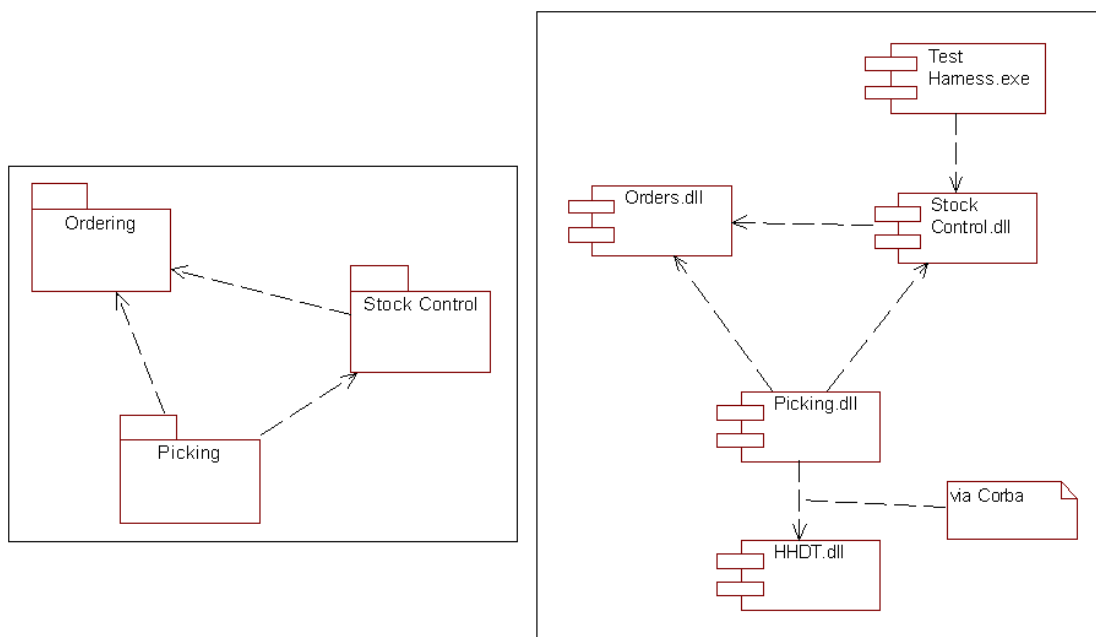 Ordering
Stock Control
Picking
Test
Harness.exe
Orders.dll
Stock
Control.dll
Picking.dll
via Corba
HHDT.dll